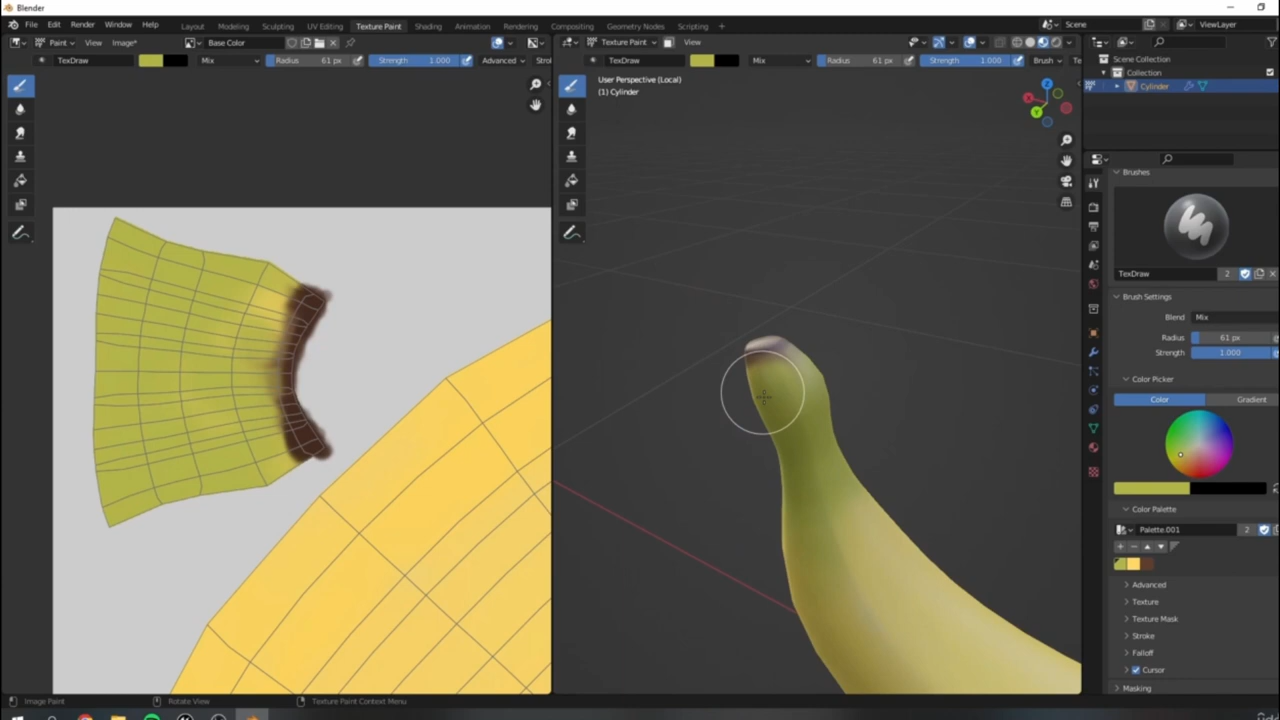 Blender
File Edit Render Window Help Layout Modeling Sculpting UV Editing Texture Paint Shading Animation Rendering Compositing Geometry Nodes Scripting + Scene ViewLayer
Paint View Image* Base Color Texture Paint View
TexDraw Mix Radius 61 px Strength 1.000 Advanced Strol TexDraw Mix Radius 61 px Strength 1.000 Brush Te
Scene Collection
Collection
Cylinder
User Perspective (Local)
(1) Cylinder
Z
X
Y
Brushes
TexDraw 2
Brush Settings
Blend Mix
Radius 61 px
Strength 1.000
Color Picker
Color Gradient
Color Palette
Palette.001 2
Advanced
Texture
Texture Mask
Stroke
Falloff
Cursor
Masking
Image Paint Rotate View Texture Paint Context Menu